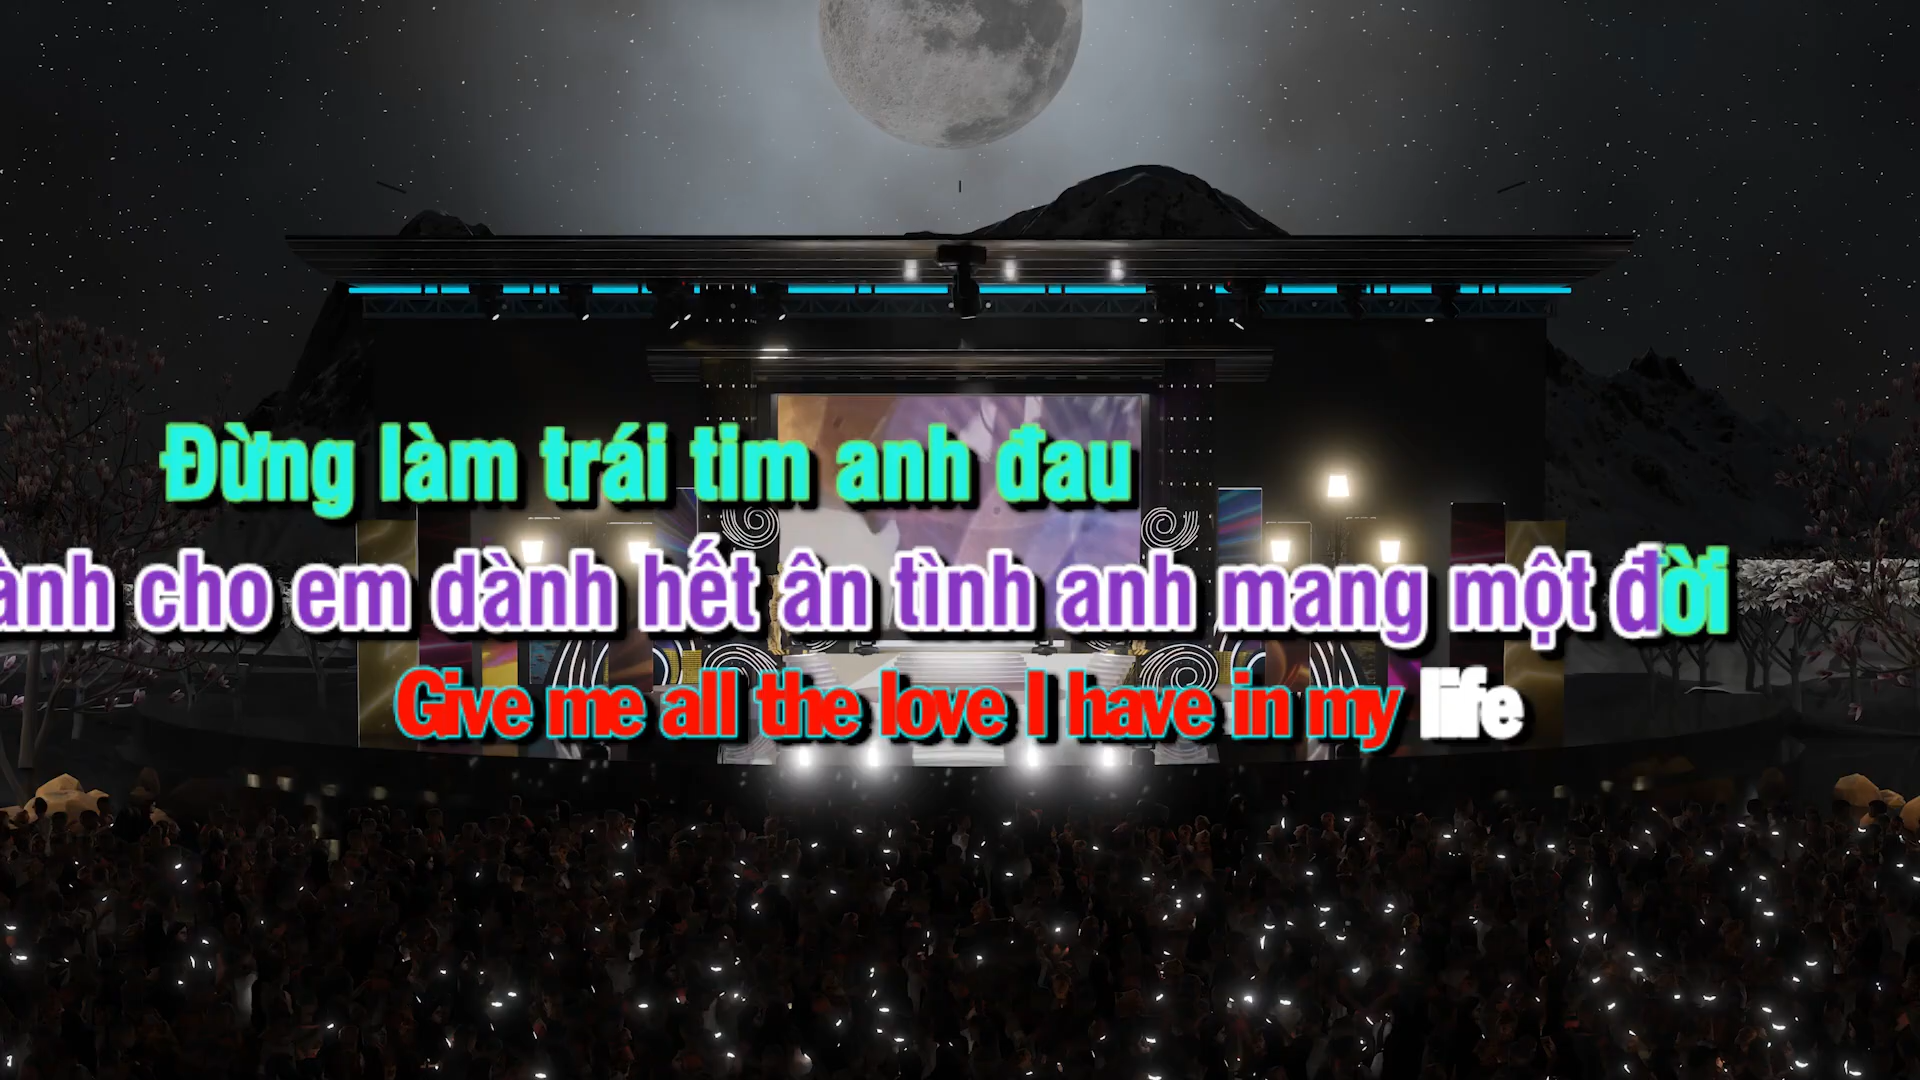 Đừng làm trái tim anh đau
ành cho em dành hết ân tình anh mang một đời
Give me all the love I have in my life